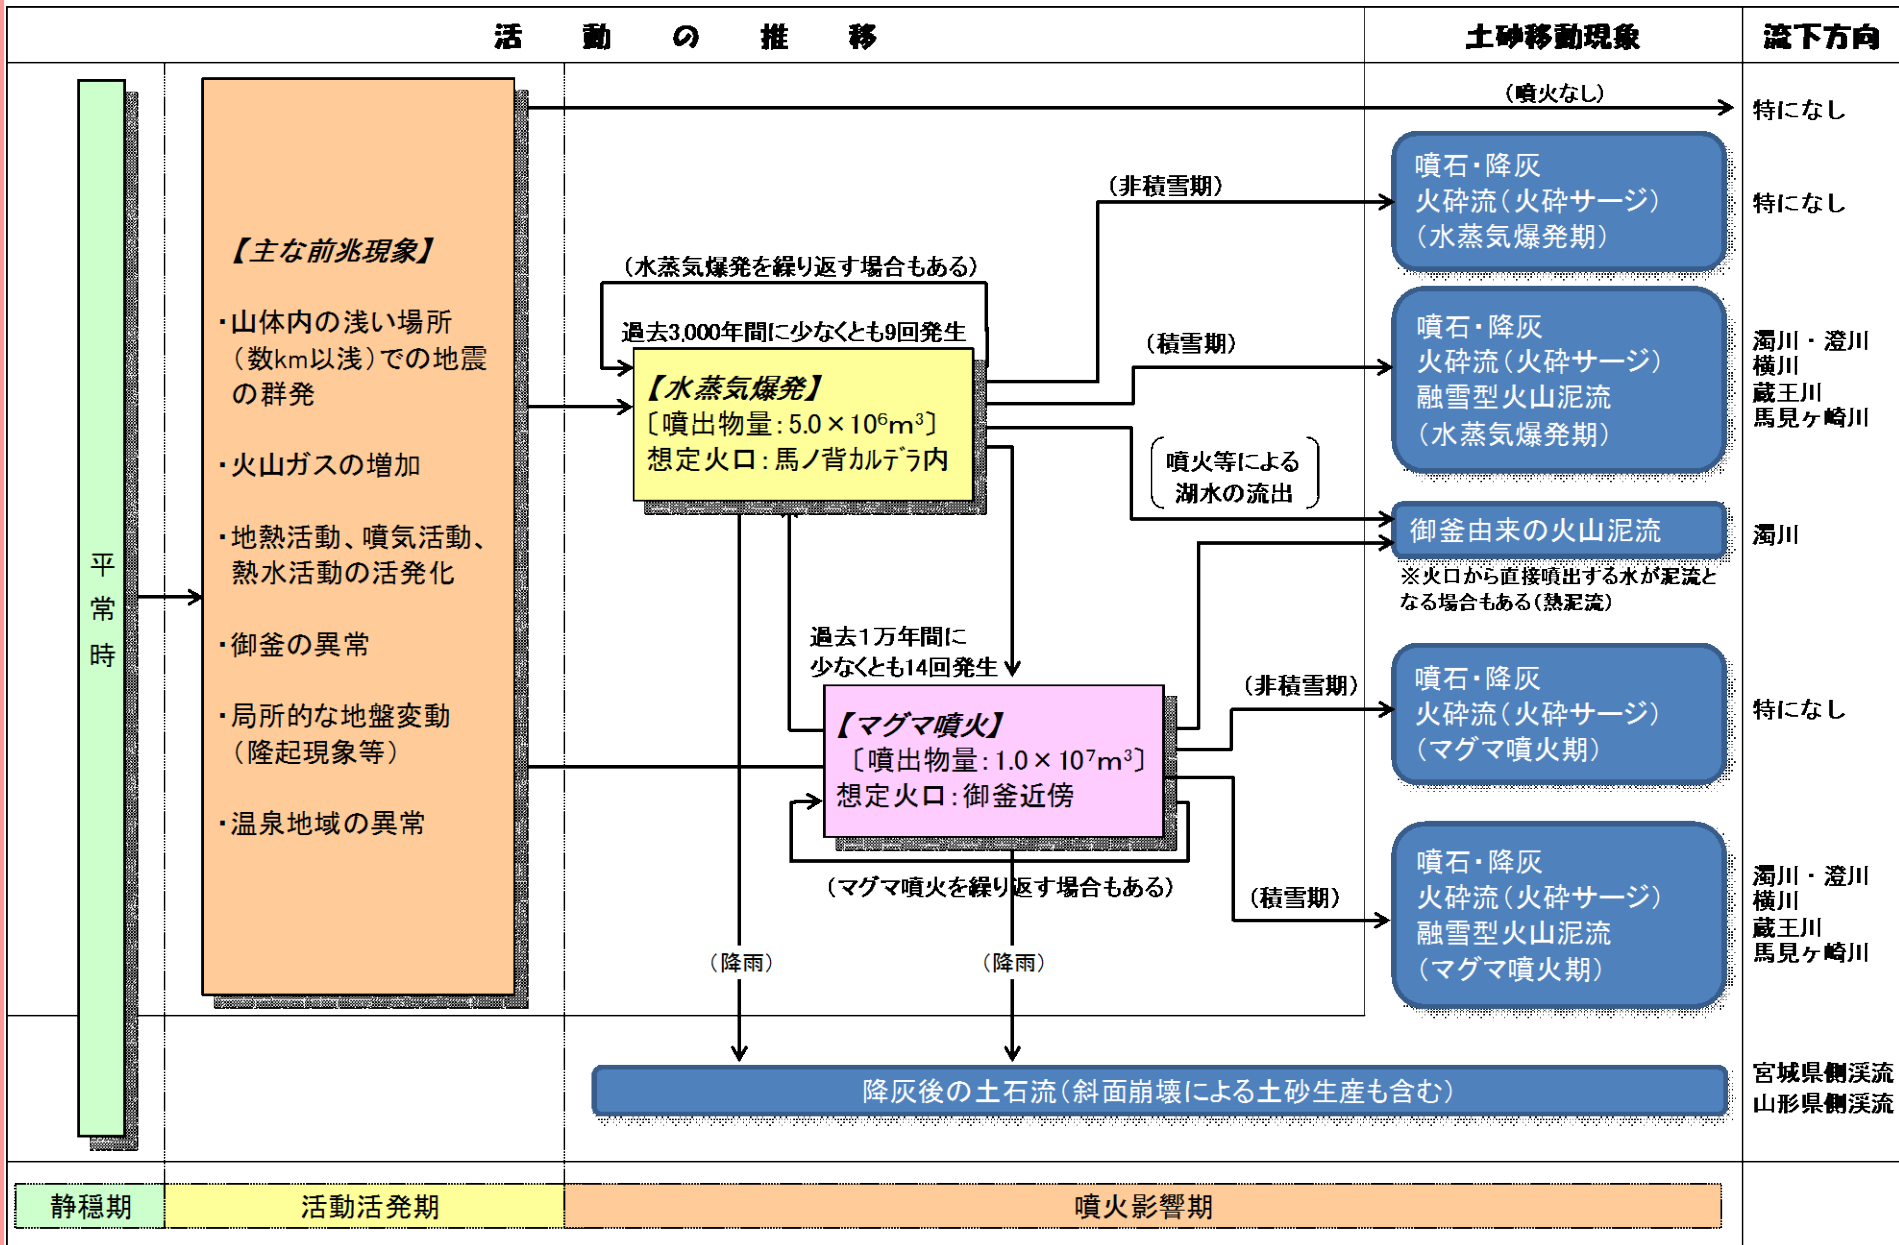 活動の推移
土砂移動現象
流下方向
平常時
【主な前兆現象】
・山体内の浅い場所
（数km以浅）での地震
の群発
・火山ガスの増加
・地熱活動、噴気活動、
熱水活動の活発化
・御釜の異常
・局所的な地盤変動
（隆起現象等）
・温泉地域の異常
（噴火なし）
特になし
（水蒸気爆発を繰り返す場合もある）
過去3,000年間に少なくとも9回発生
【水蒸気爆発】
〔噴出物量：5.0×10⁶m³〕
想定火口：馬ノ背カルデラ内
（非積雪期）
噴石・降灰
火砕流（火砕サージ）
（水蒸気爆発期）
特になし
（積雪期）
噴石・降灰
火砕流（火砕サージ）
融雪型火山泥流
（水蒸気爆発期）
濁川・澄川
横川
蔵王川
馬見ヶ崎川
噴火等による
湖水の流出
御釜由来の火山泥流
濁川
※火口から直接噴出する水が泥流と
なる場合もある（熱泥流）
過去1万年間に
少なくとも14回発生
【マグマ噴火】
〔噴出物量：1.0×10⁷m³〕
想定火口：御釜近傍
（マグマ噴火を繰り返す場合もある）
（非積雪期）
噴石・降灰
火砕流（火砕サージ）
（マグマ噴火期）
特になし
（積雪期）
噴石・降灰
火砕流（火砕サージ）
融雪型火山泥流
（マグマ噴火期）
濁川・澄川
横川
蔵王川
馬見ヶ崎川
（降雨）
（降雨）
降灰後の土石流（斜面崩壊による土砂生産も含む）
宮城県側渓流
山形県側渓流
静穏期
活動活発期
噴火影響期